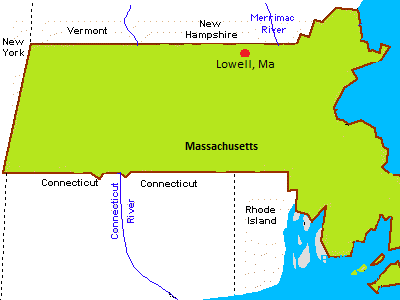 Merrimac
River
New
Hampshire
Vermont
New
York
Lowell, Ma
Massachusetts
Connecticut
Connecticut
Connecticut
River
Rhode
Island